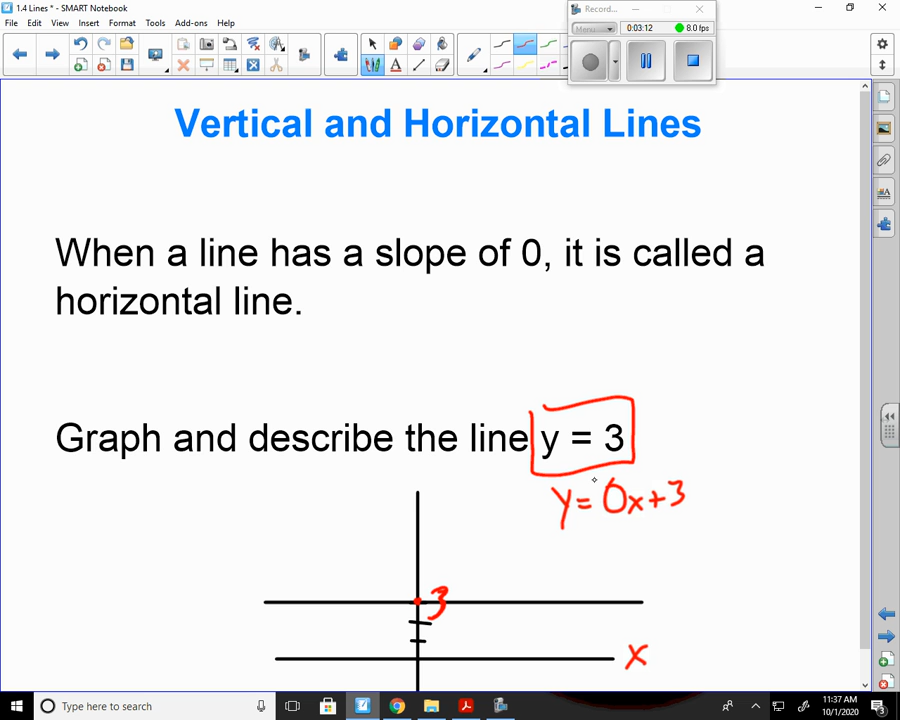 1.4 Lines * - SMART Notebook
File Edit View Insert Format Tools Add-ons Help
Record...
Menu
0:03:12
8.0 fps
Vertical and Horizontal Lines
When a line has a slope of 0, it is called a
horizontal line.
Graph and describe the line y = 3
y=0x+3
3
x
Type here to search
11:37 AM
10/1/2020
3